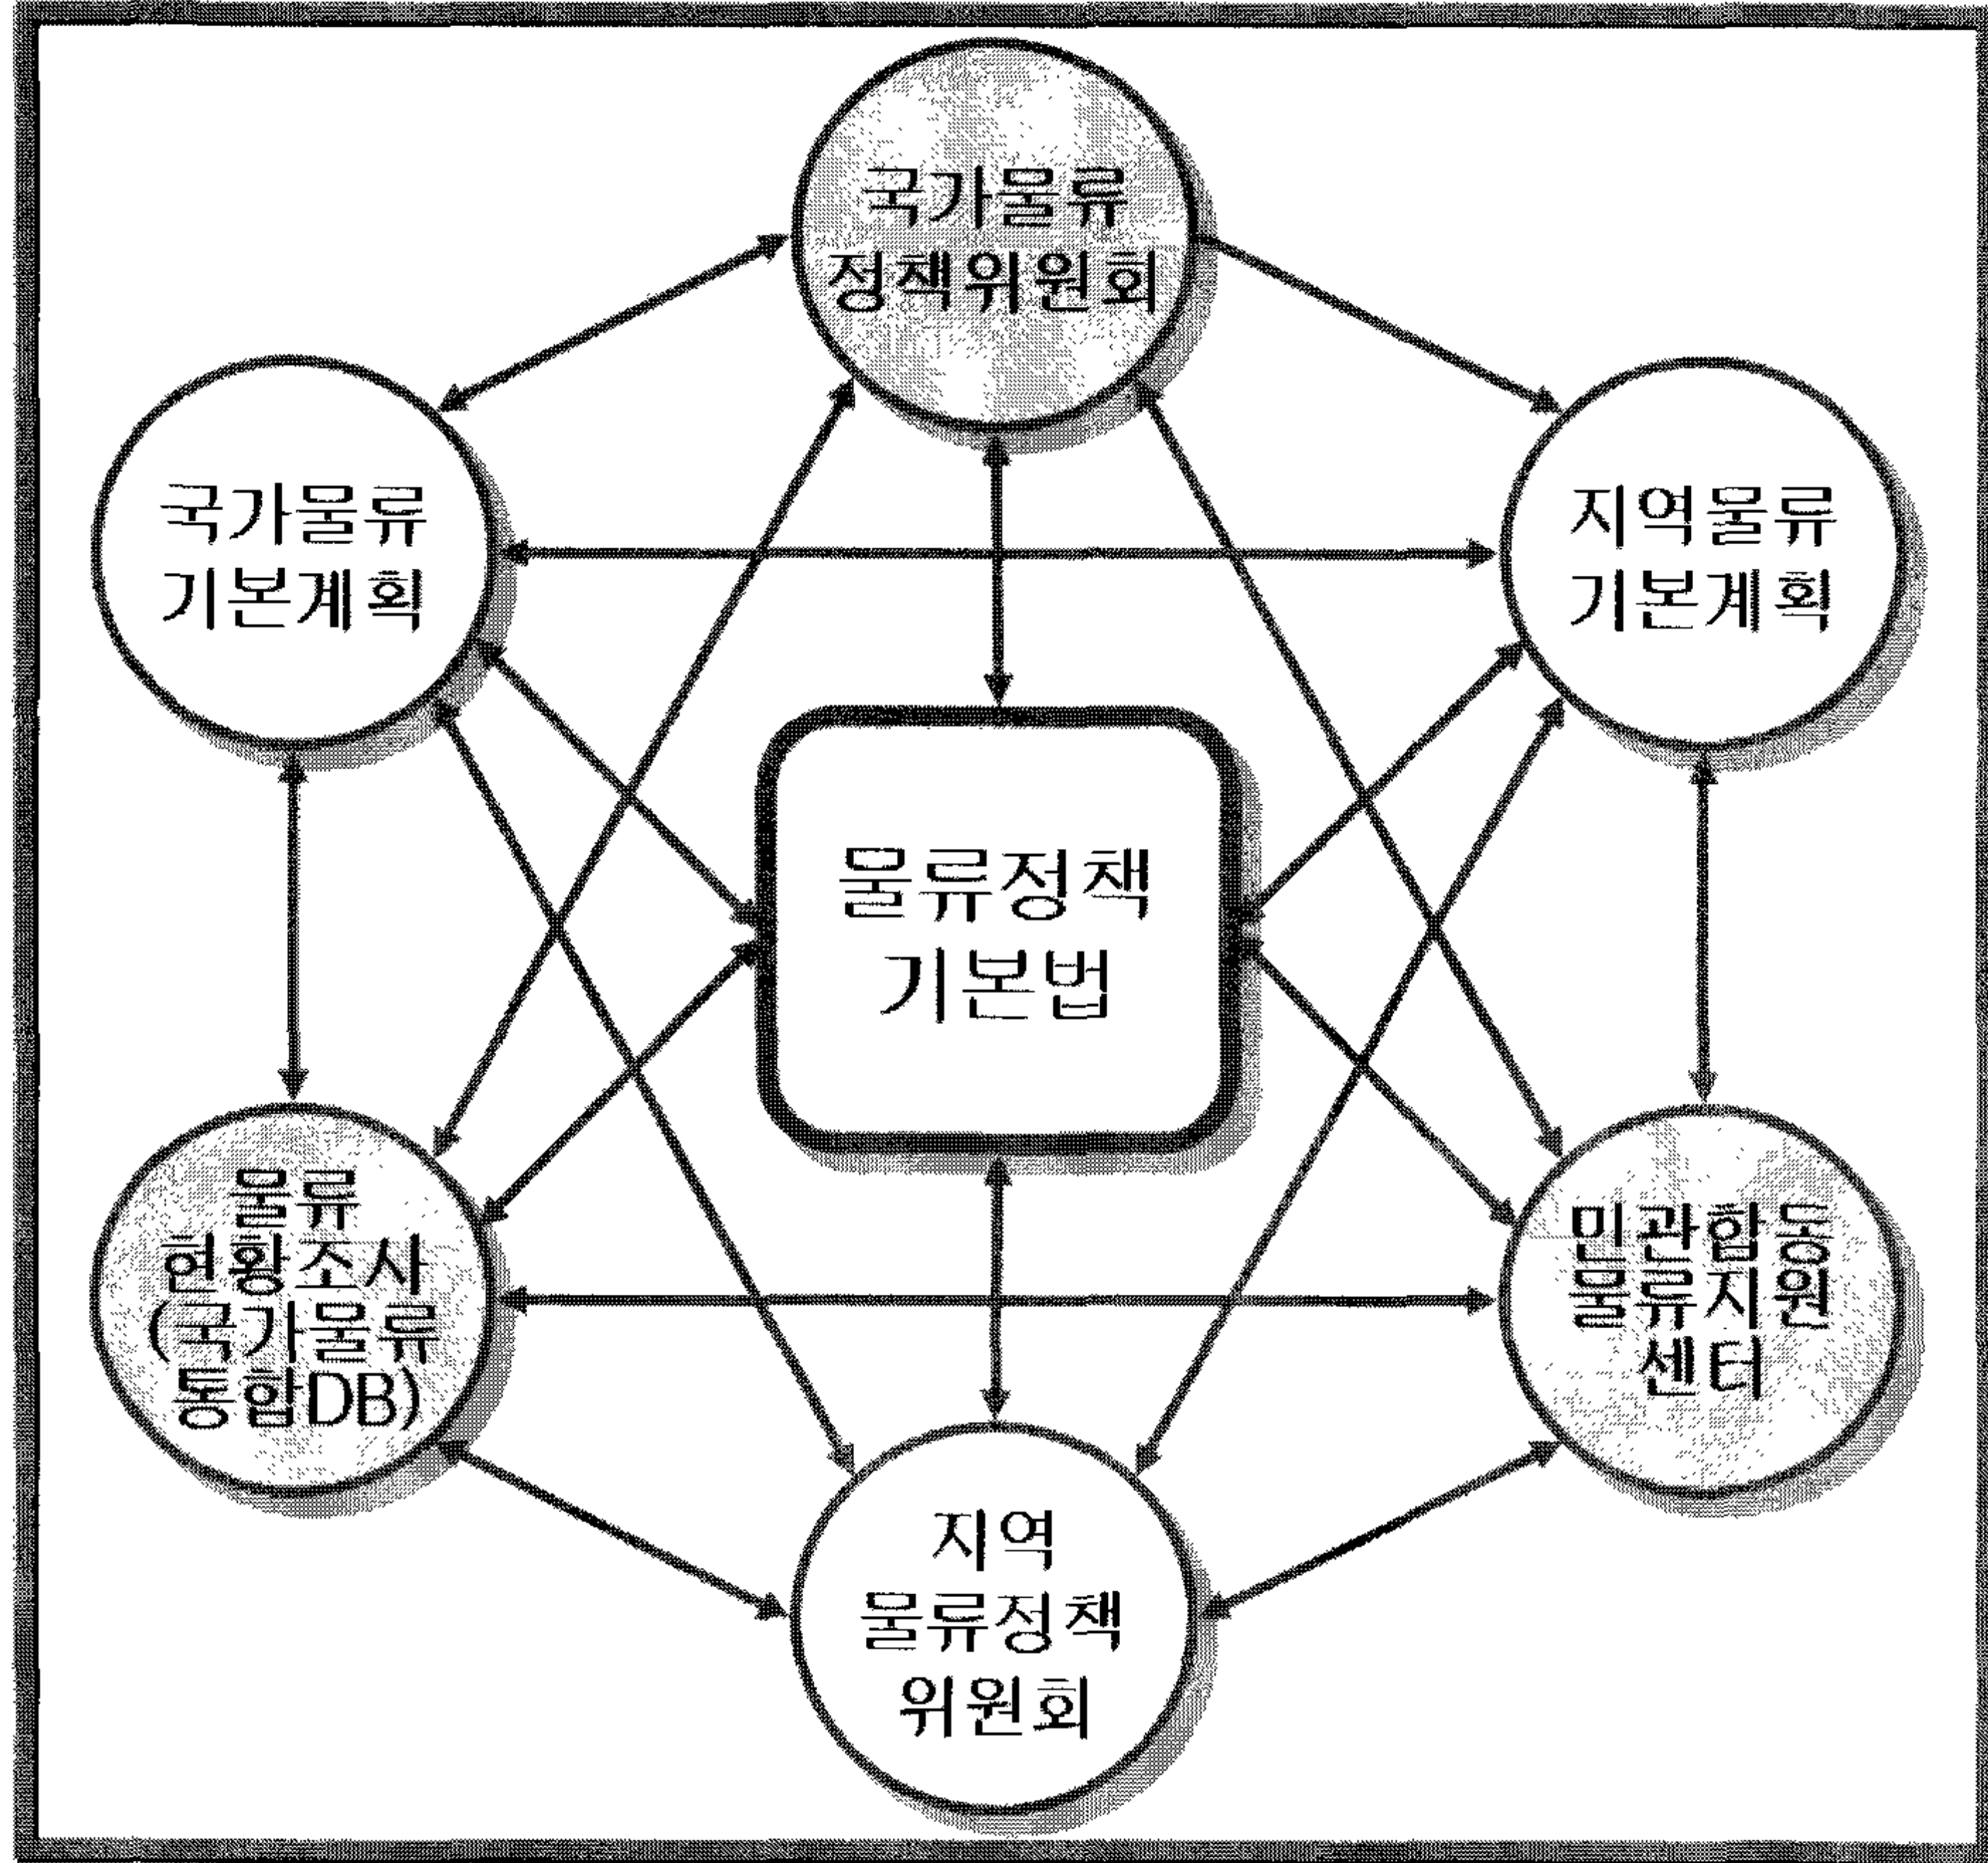 국가물류
정책위원회
국가물류
기본계획
지역물류
기본계획
물류정책
기본법
물류
현황조사
(국가물류
통합DB)
민관합동
물류지원
센터
지역
물류정책
위원회